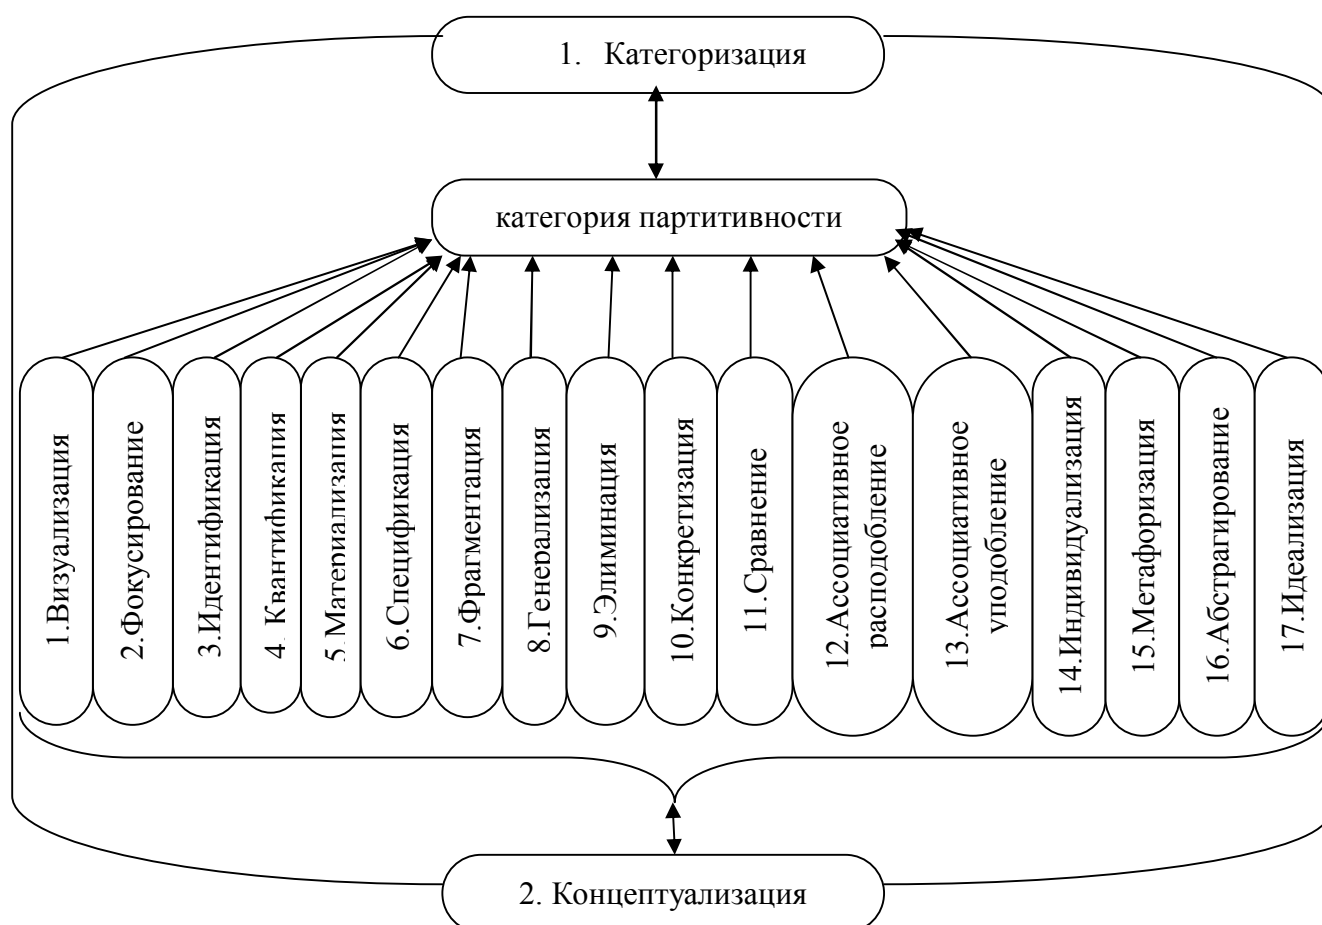 1. Категоризация
категория партитивности
1.Визуализация
2.Фокусирование
3.Идентификация
4. Квантификация
5.Материализация
6.Спецификация
7.Фрагментация
8.Генерализация
9.Элиминация
10.Конкретизация
11.Сравнение
12.Ассоциативное
расподобление
13.Ассоциативное
уподобление
14.Индивидуализация
15.Метафоризация
16.Абстрагирование
17.Идеализация
2. Концептуализация